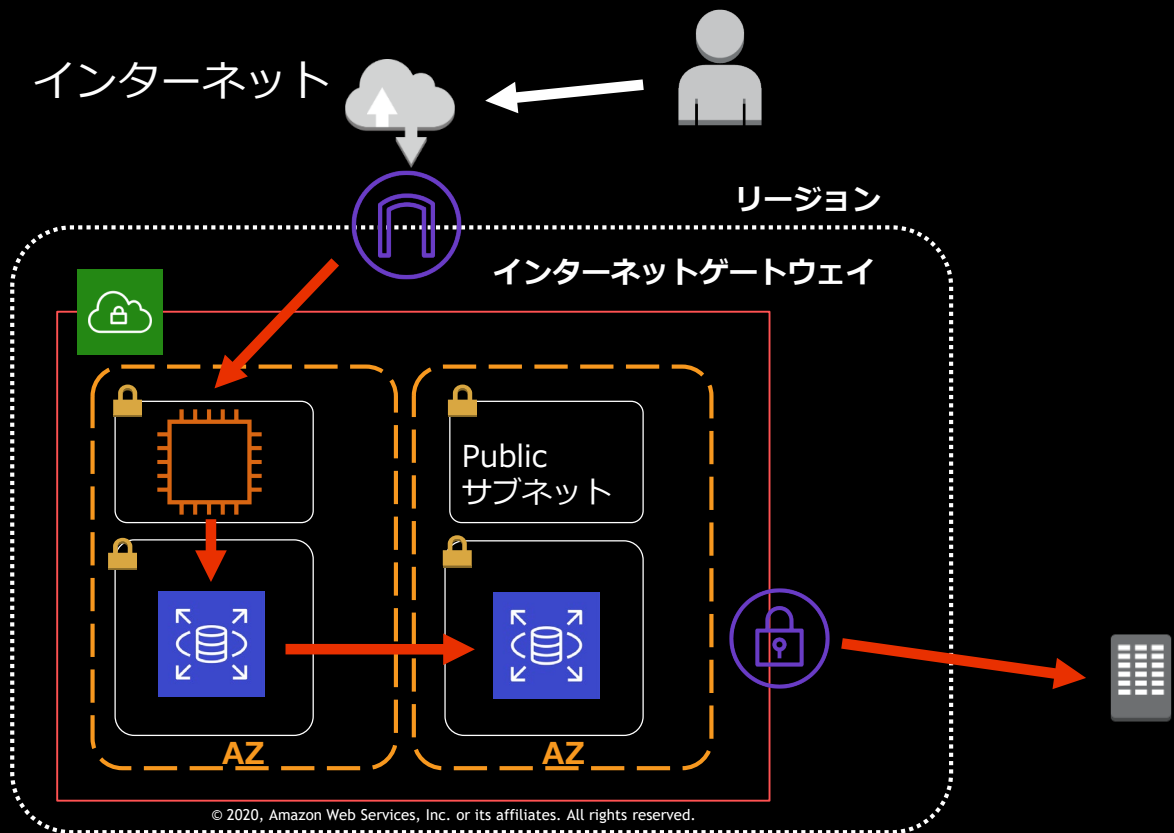 インターネット
リージョン
インターネットゲートウェイ
Public
サブネット
AZ
AZ
© 2020, Amazon Web Services, Inc. or its affiliates. All rights reserved.